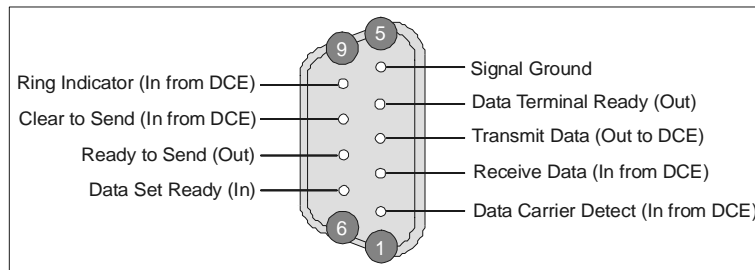 5
9
Signal Ground
Ring Indicator (In from DCE)
Data Terminal Ready (Out)
Clear to Send (In from DCE)
Transmit Data (Out to DCE)
Ready to Send (Out)
Receive Data (In from DCE)
Data Set Ready (In)
Data Carrier Detect (In from DCE)
6
1